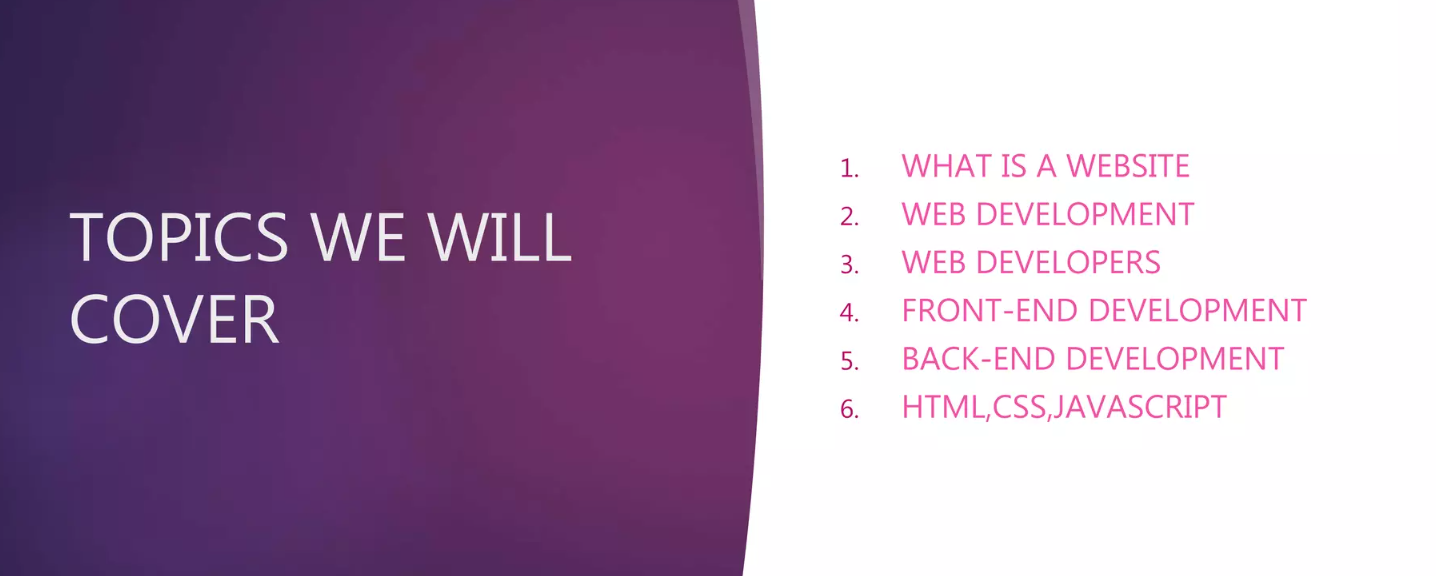 TOPICS WE WILL
COVER
1. WHAT IS A WEBSITE
2. WEB DEVELOPMENT
3. WEB DEVELOPERS
4. FRONT-END DEVELOPMENT
5. BACK-END DEVELOPMENT
6. HTML,CSS,JAVASCRIPT